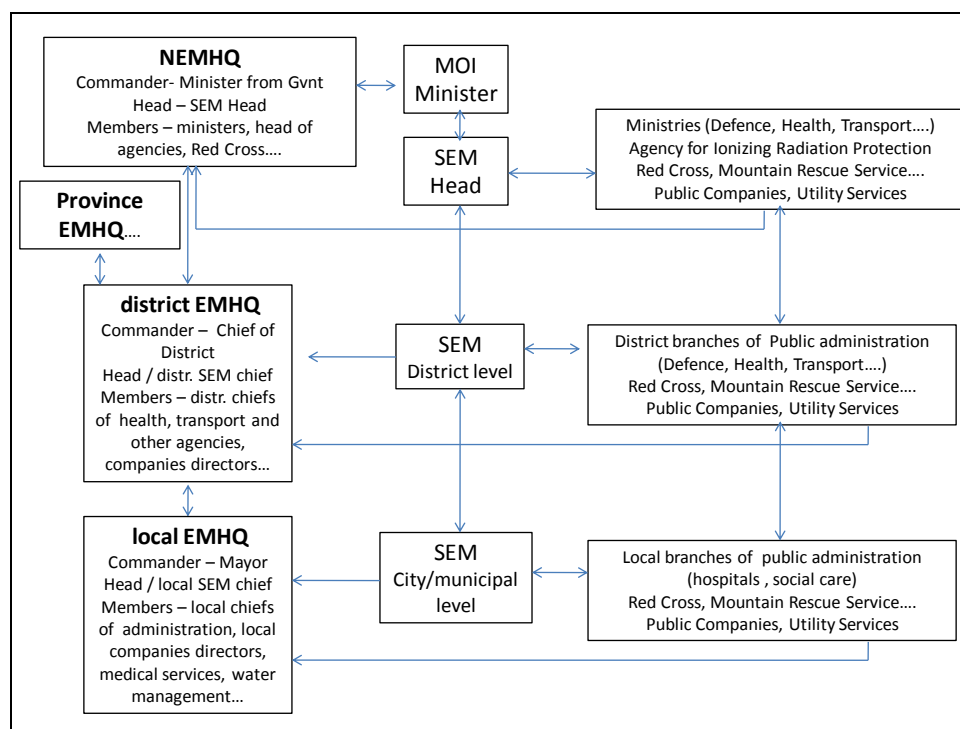 NEMHQ
Commander- Minister from Gvnt
Head – SEM Head
Members – ministers, head of
agencies, Red Cross....
MOI
Minister
SEM
Head
Ministries (Defence, Health, Transport....)
Agency for Ionizing Radiation Protection
Red Cross, Mountain Rescue Service....
Public Companies, Utility Services
Province
EMHQ....
district EMHQ
Commander – Chief of
District
Head / distr. SEM chief
Members – distr. chiefs
of health, transport and
other agencies,
companies directors...
SEM
District level
District branches of Public administration
(Defence, Health, Transport....)
Red Cross, Mountain Rescue Service....
Public Companies, Utility Services
local EMHQ
Commander – Mayor
Head / local SEM chief
Members – local chiefs
of administration, local
companies directors,
medical services, water
management...
SEM
City/municipal
level
Local branches of public administration
(hospitals , social care)
Red Cross, Mountain Rescue Service....
Public Companies, Utility Services